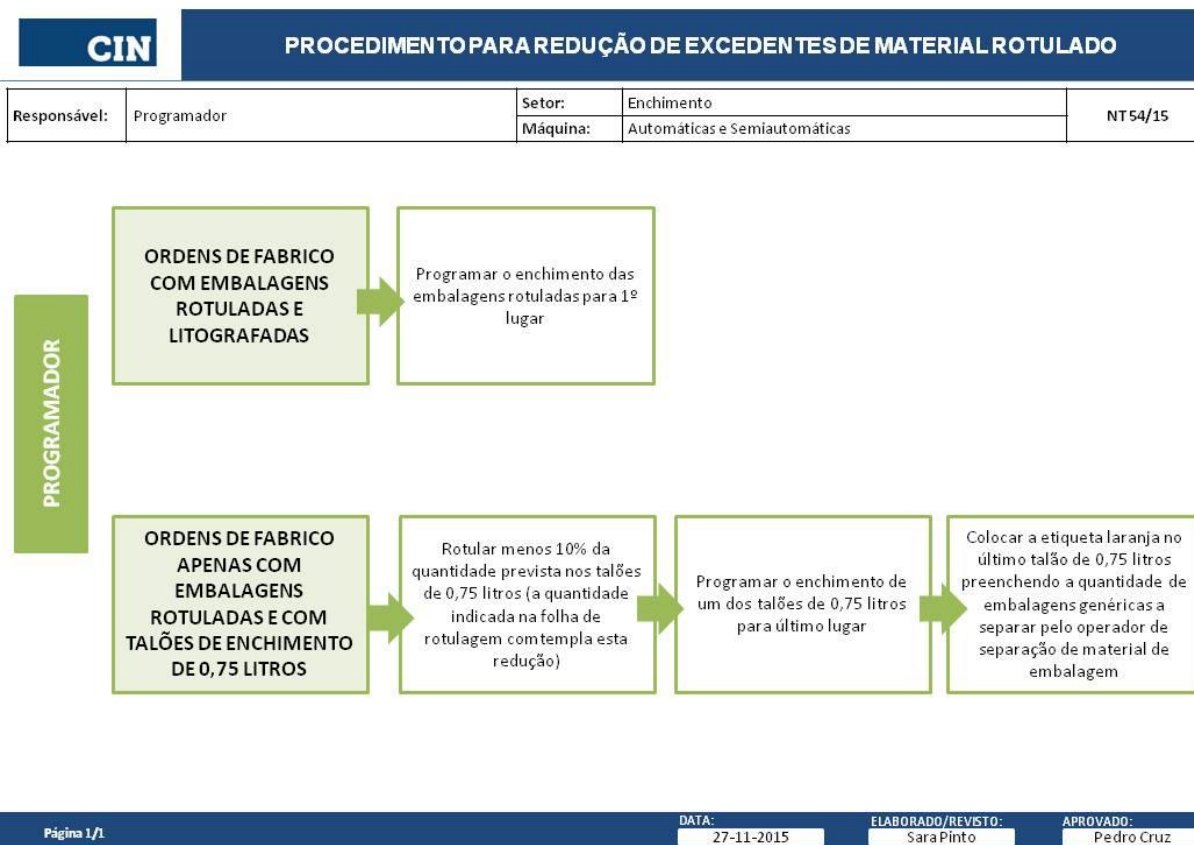 CIN
PROCEDIMENTO PARA REDUÇÃO DE EXCEDENTES DE MATERIAL ROTULADO
Responsável:
Programador
Setor:
Enchimento
Máquina:
Automáticas e Semiautomáticas
NT54/15
PROGRAMADOR
ORDENS DE FABRICO
COM EMBALAGENS
ROTULADAS E
LITOGRAFADAS
Programar o enchimento das
embalagens rotuladas para 1º
lugar
ORDENS DE FABRICO
APENAS COM
EMBALAGENS
ROTULADAS E COM
TALÕES DE ENCHIMENTO
DE 0,75 LITROS
Rotular menos 10% da
quantidade prevista nos talões
de 0,75 litros (a quantidade
indicada na folha de
rotulagem comtempla esta
redução)
Programar o enchimento de
um dos talões de 0,75 litros
para último lugar
Colocar a etiqueta laranja no
último talão de 0,75 litros
preenchendo a quantidade de
embalagens genéricas a
separar pelo operador de
separação de material de
embalagem
Página 1/1
DATA:
27-11-2015
ELABORADO/REVISTO:
Sara Pinto
APROVADO:
Pedro Cruz